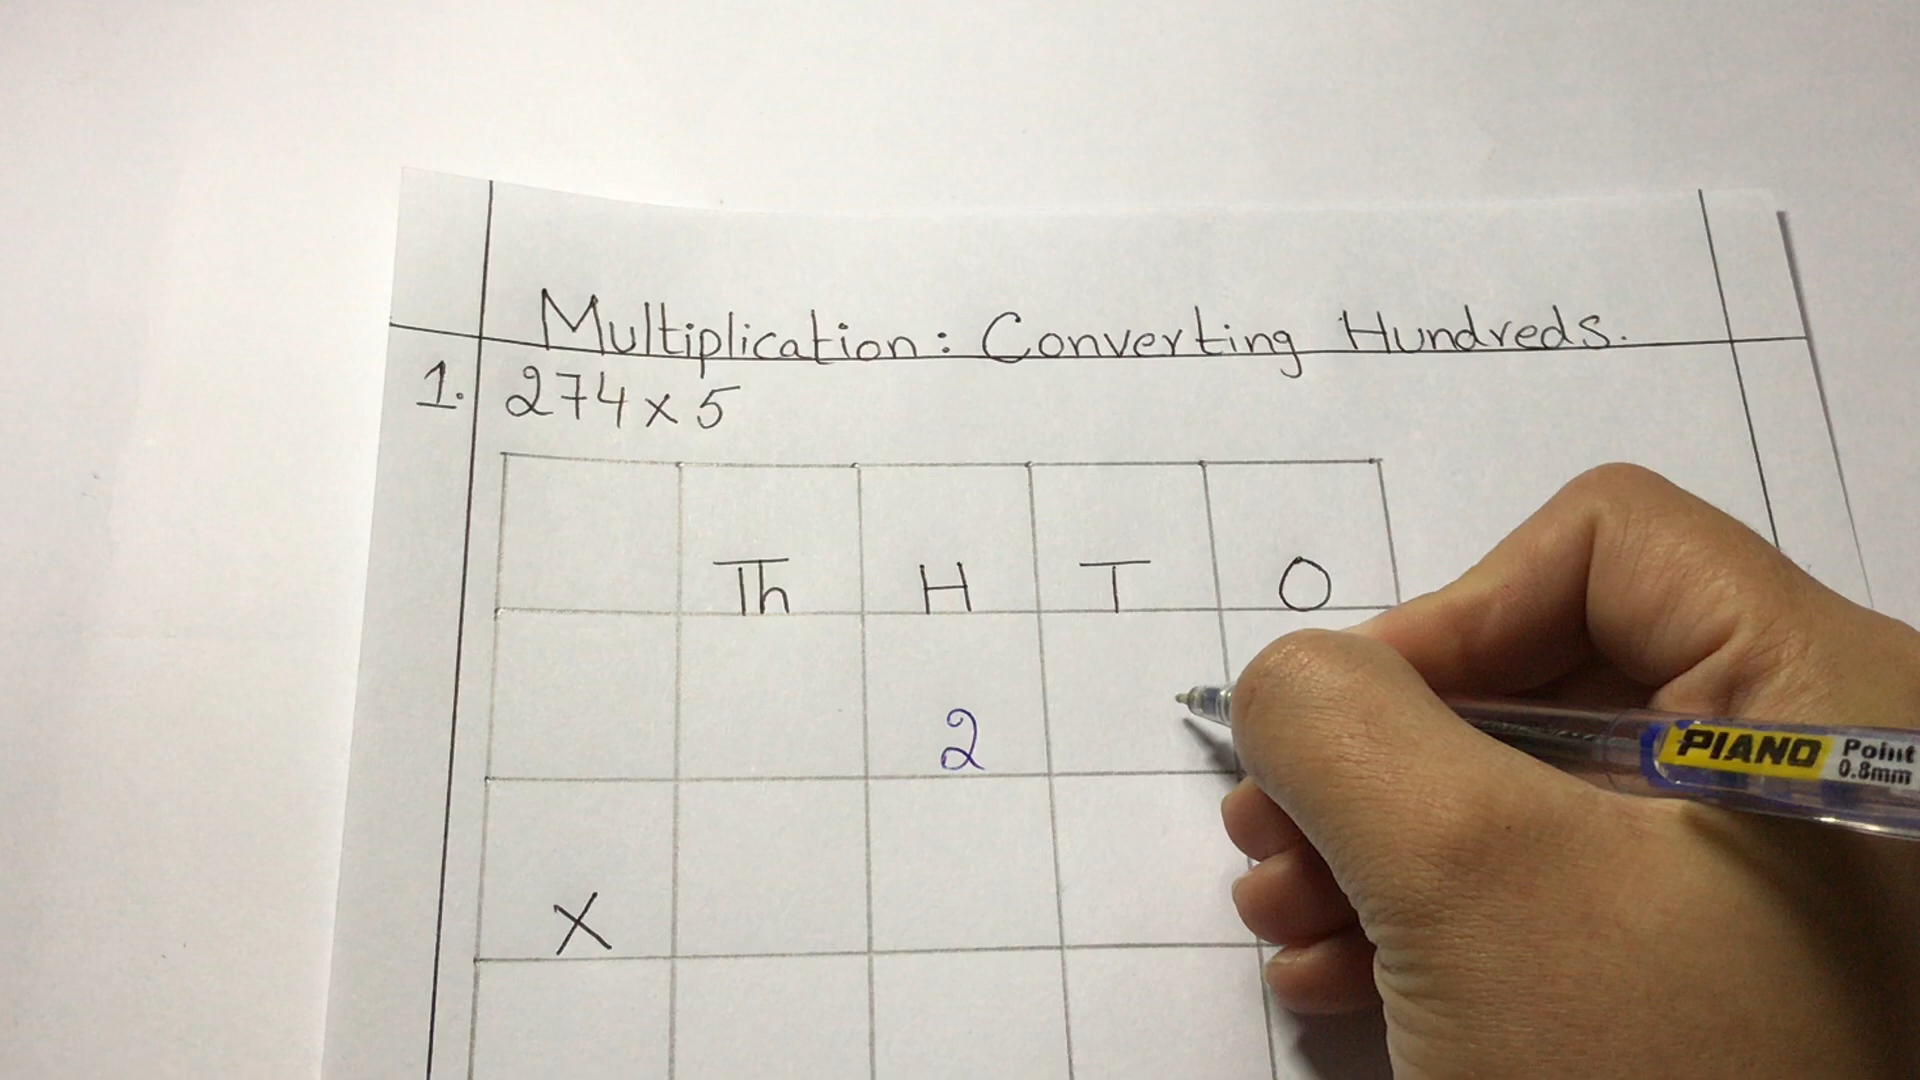 Multiplication: Converting Hundreds.
1. 274 x 5
Th H T O
2
X
PIANO Point 0.8mm